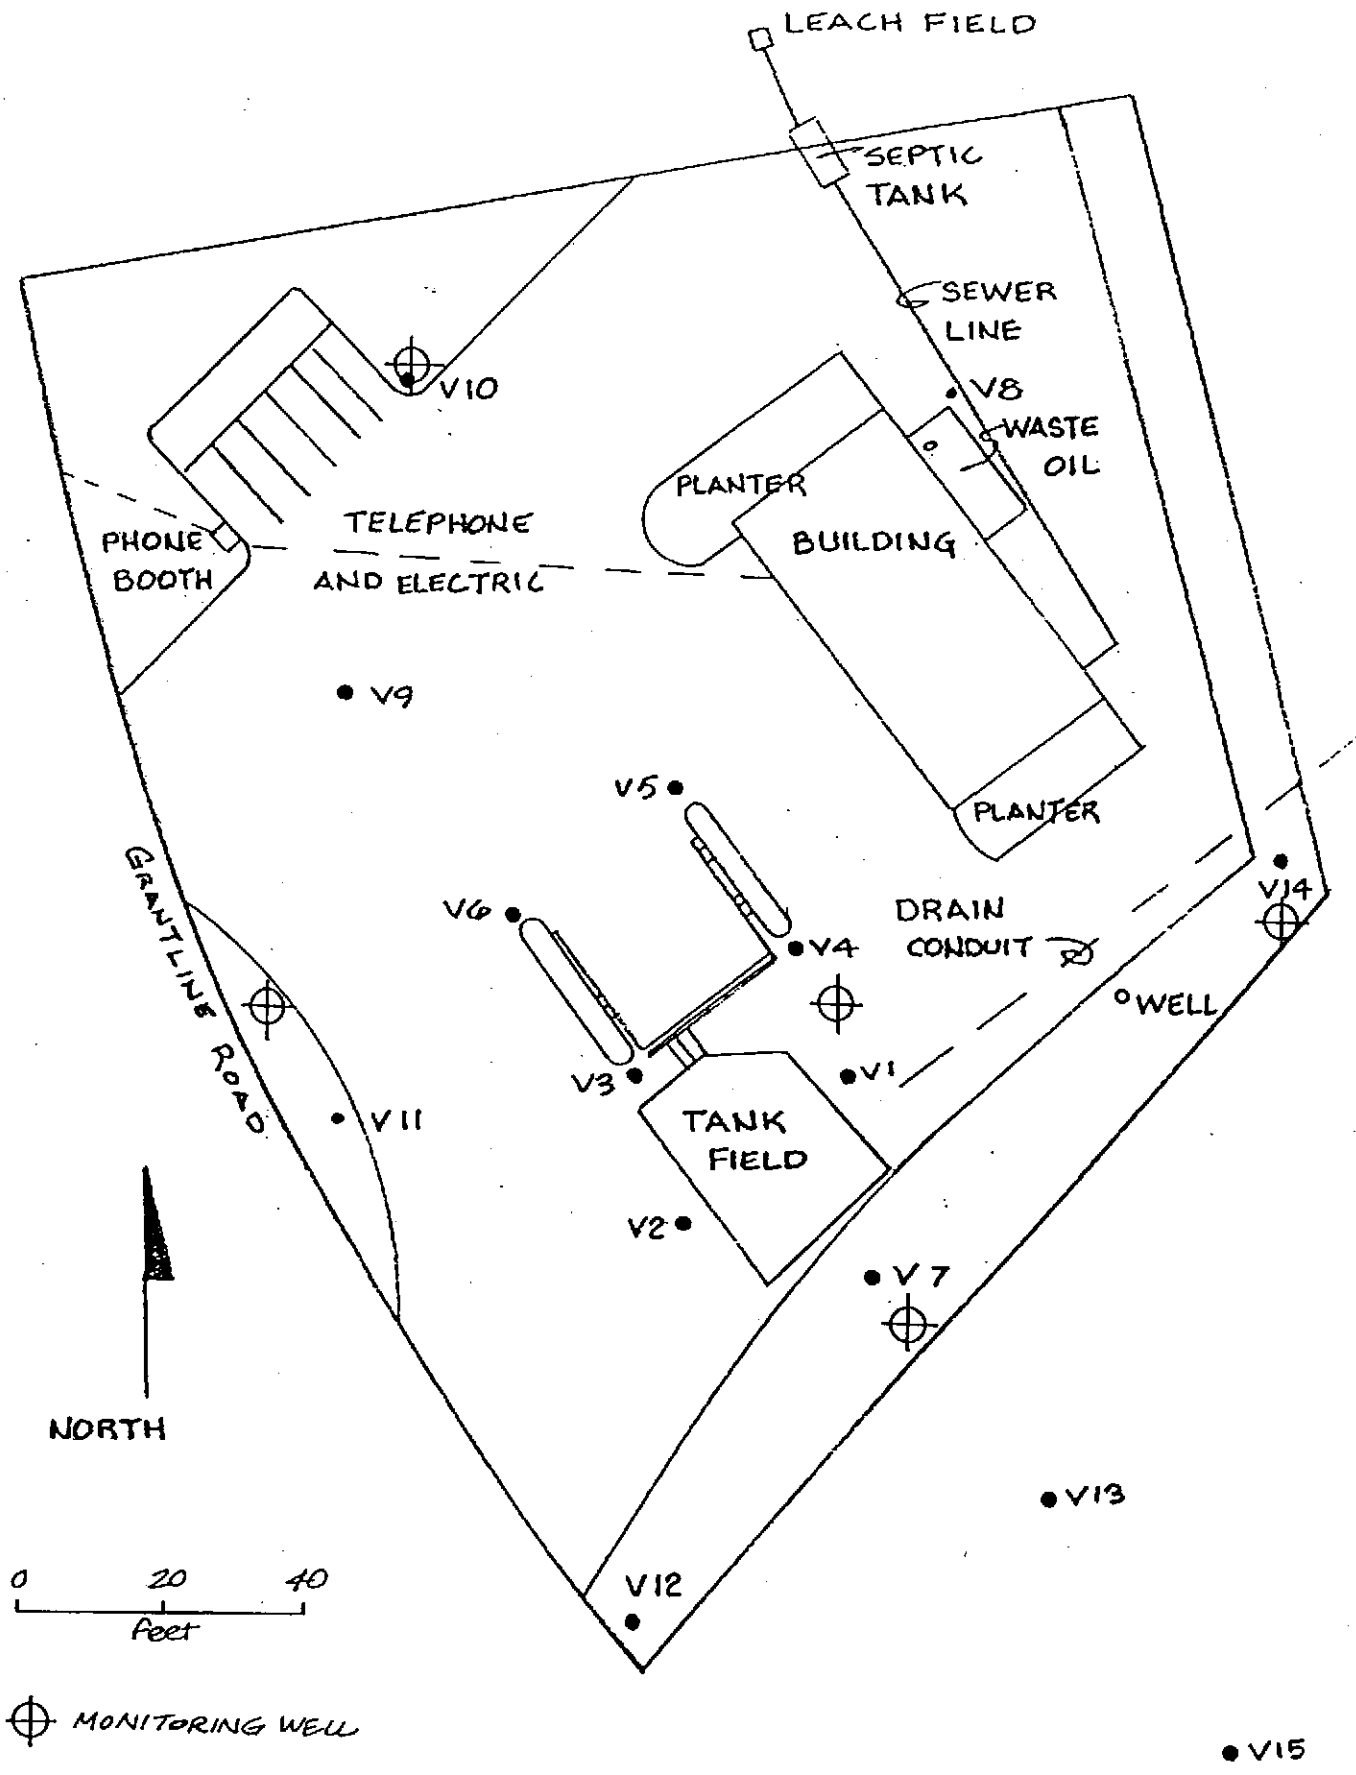 LEACH FIELD
SEPTIC
TANK
SEWER
LINE
V10
V8
WASTE
OIL
PLANTER
PHONE
BOOTH
TELEPHONE
AND ELECTRIC
BUILDING
V9
V5
PLANTER
GRANTLINE ROAD
V6
V4
DRAIN
CONDUIT
V14
WELL
V3
V1
V11
TANK
FIELD
V2
V7
NORTH
V13
0 20 40
feet
V12
MONITORING WELL
V15